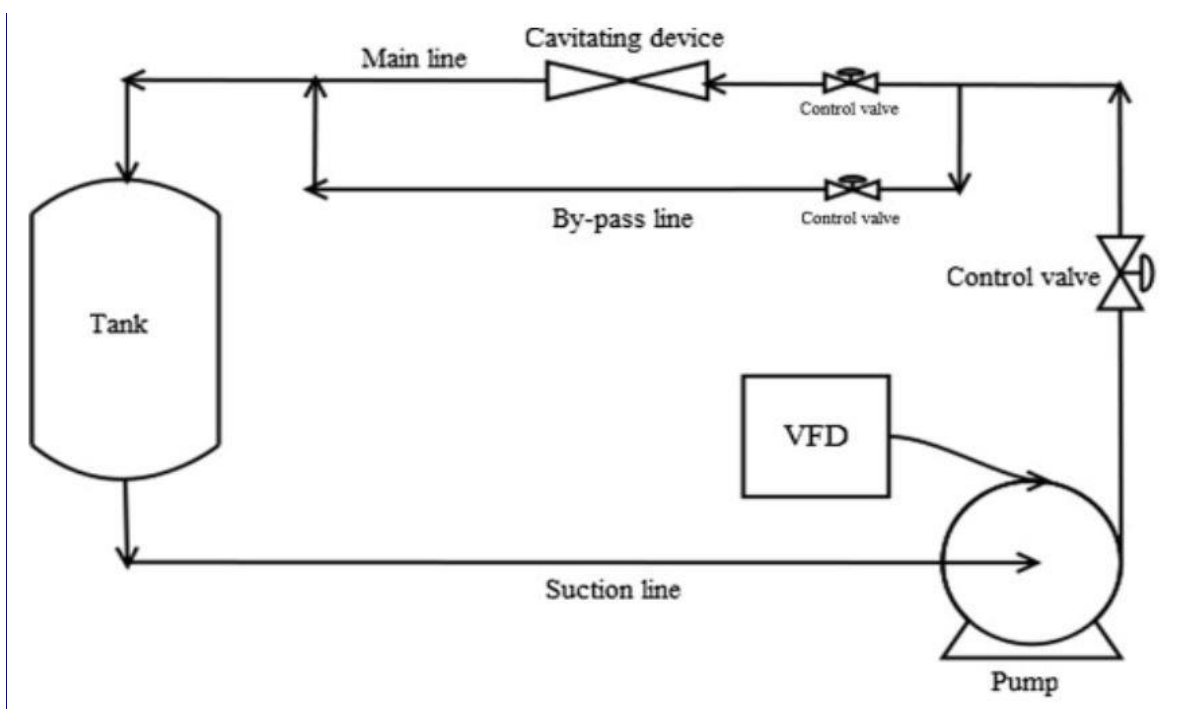 Cavitating device
Main line
Control valve
By-pass line
Control valve
Control valve
Tank
VFD
Suction line
Pump